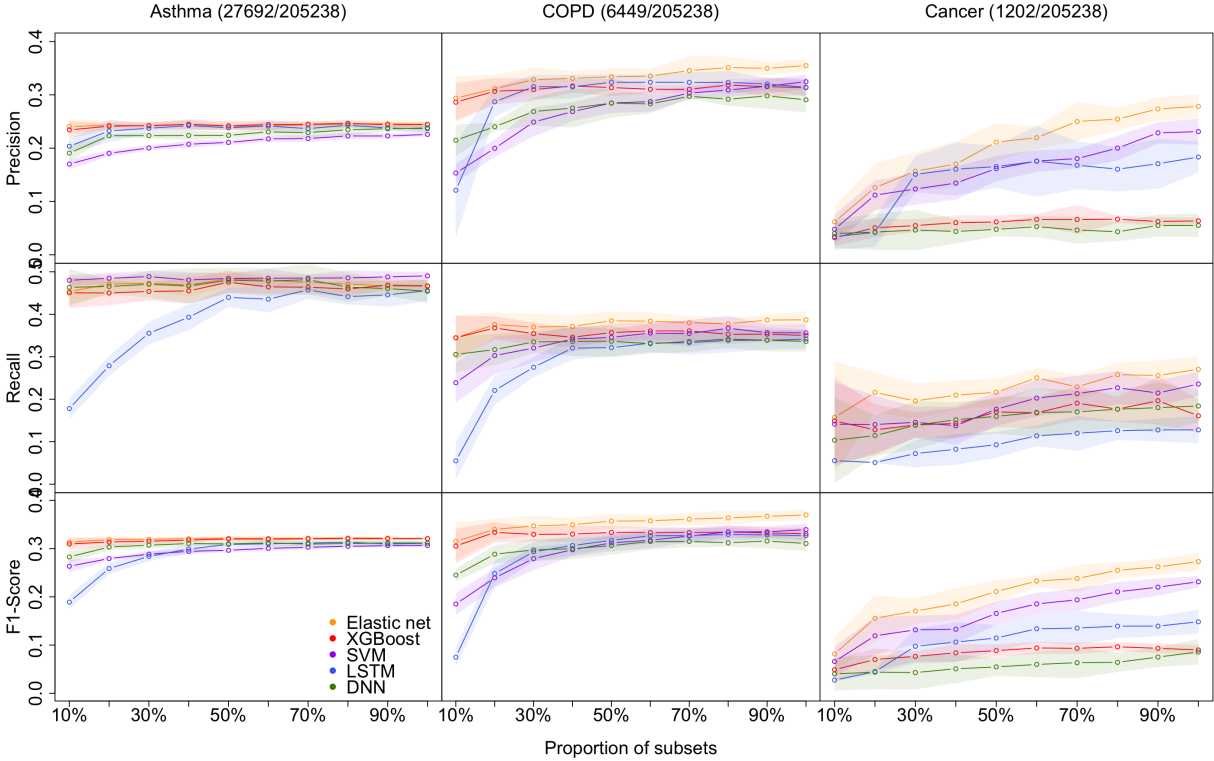 Asthma (27692/205238) COPD (6449/205238) Cancer (1202/205238)
Precision
0.4
0.3
0.2
0.1
0.0
Recall
0.5
0.4
0.3
0.2
0.1
0.0
F1-Score
0.4
0.3
0.2
0.1
0.0
Elastic net
XGBoost
SVM
LSTM
DNN
10% 30% 50% 70% 90% 10% 30% 50% 70% 90% 10% 30% 50% 70% 90%
Proportion of subsets